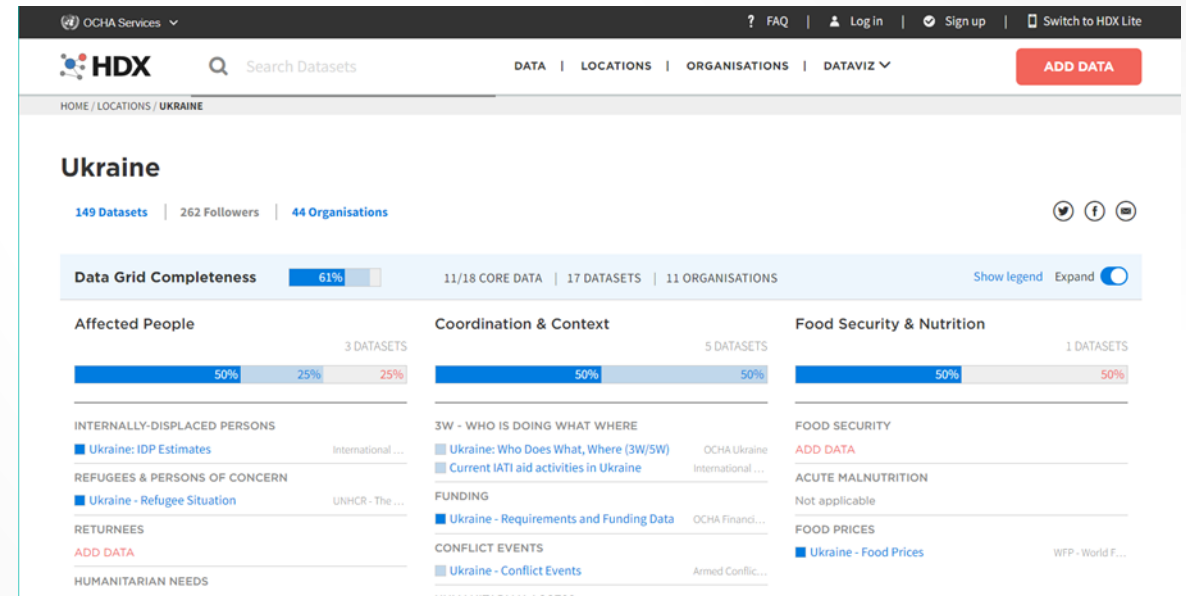 OCHA Services
? FAQ | Log in | Sign up | Switch to HDX Lite
HDX
Search Datasets
DATA | LOCATIONS | ORGANISATIONS | DATAVIZ
ADD DATA
HOME / LOCATIONS / UKRAINE
Ukraine
149 Datasets | 262 Followers | 44 Organisations
Data Grid Completeness
61%
11/18 CORE DATA | 17 DATASETS | 11 ORGANISATIONS
Show legend Expand
Affected People
3 DATASETS
50% 25% 25%
INTERNALLY-DISPLACED PERSONS
Ukraine: IDP Estimates International ...
REFUGEES & PERSONS OF CONCERN
Ukraine - Refugee Situation UNHCR - The ...
RETURNEES
ADD DATA
HUMANITARIAN NEEDS
Coordination & Context
5 DATASETS
50% 50%
3W - WHO IS DOING WHAT WHERE
Ukraine: Who Does What, Where (3W/5W) OCHA Ukraine
Current IATI aid activities in Ukraine International ...
FUNDING
Ukraine - Requirements and Funding Data OCHA Financi...
CONFLICT EVENTS
Ukraine - Conflict Events Armed Conflic...
Food Security & Nutrition
1 DATASETS
50% 50%
FOOD SECURITY
ADD DATA
ACUTE MALNUTRITION
Not applicable
FOOD PRICES
Ukraine - Food Prices WFP - World F...